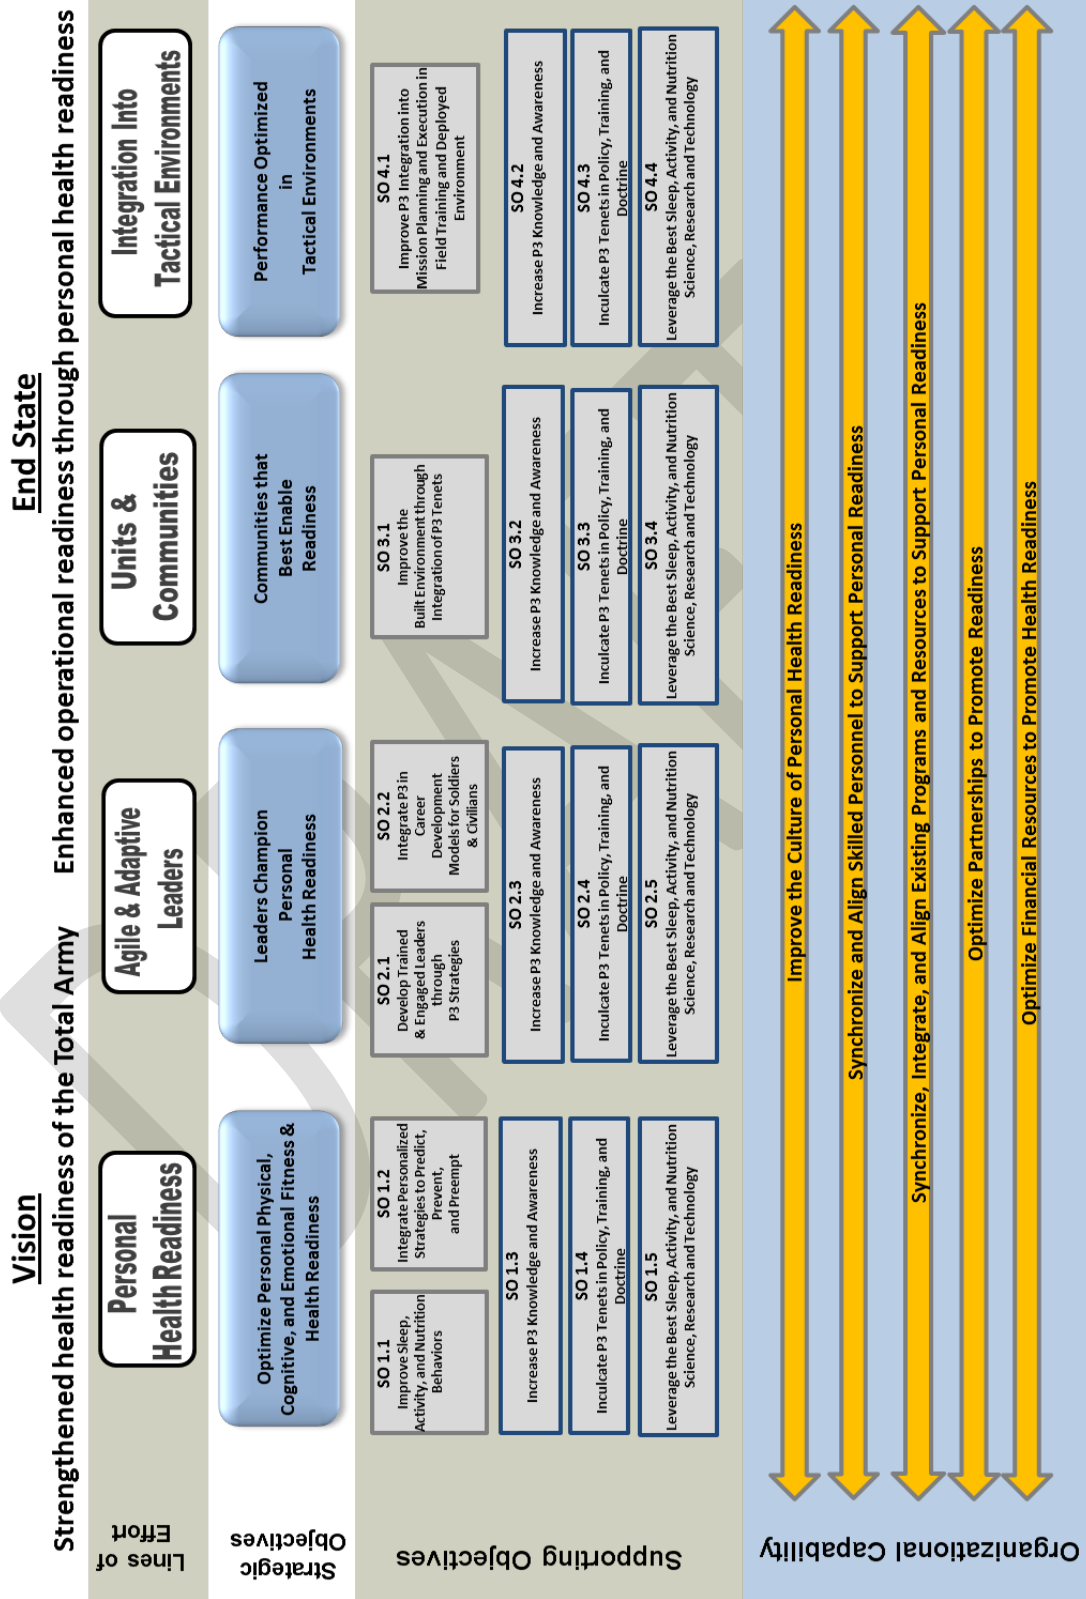 Vision
Strengthened health readiness of the Total Army
End State
Enhanced operational readiness through personal health readiness
Lines of
Effort
Personal
Health Readiness
Agile & Adaptive
Leaders
Units &
Communities
Integration Into
Tactical Environments
Strategic
Objectives
Optimize Personal Physical,
Cognitive, and Emotional Fitness &
Health Readiness
Leaders Champion
Personal
Health Readiness
Communities that
Best Enable
Readiness
Performance Optimized
in
Tactical Environments
Supporting Objectives
SO 1.1
Improve Sleep,
Activity, and Nutrition
Behaviors
SO 1.2
Integrate Personalized
Strategies to Predict,
Prevent,
and Preempt
SO 1.3
Increase P3 Knowledge and Awareness
SO 1.4
Inculcate P3 Tenets in Policy, Training, and
Doctrine
SO 1.5
Leverage the Best Sleep, Activity, and Nutrition
Science, Research and Technology
SO 2.1
Develop Trained
& Engaged Leaders
through
P3 Strategies
SO 2.2
Integrate P3 in
Career
Development
Models for Soldiers
& Civilians
SO 2.3
Increase P3 Knowledge and Awareness
SO 2.4
Inculcate P3 Tenets in Policy, Training, and
Doctrine
SO 2.5
Leverage the Best Sleep, Activity, and Nutrition
Science, Research and Technology
SO 3.1
Improve the
Built Environment through
Integration of P3 Tenets
SO 3.2
Increase P3 Knowledge and Awareness
SO 3.3
Inculcate P3 Tenets in Policy, Training, and
Doctrine
SO 3.4
Leverage the Best Sleep, Activity, and Nutrition
Science, Research and Technology
SO 4.1
Improve P3 Integration into
Mission Planning and Execution in
Field Training and Deployed
Environment
SO 4.2
Increase P3 Knowledge and Awareness
SO 4.3
Inculcate P3 Tenets in Policy, Training, and
Doctrine
SO 4.4
Leverage the Best Sleep, Activity, and Nutrition
Science, Research and Technology
Organizational Capability
Improve the Culture of Personal Health Readiness
Synchronize and Align Skilled Personnel to Support Personal Readiness
Synchronize, Integrate, and Align Existing Programs and Resources to Support Personal Readiness
Optimize Partnerships to Promote Readiness
Optimize Financial Resources to Promote Health Readiness
DRAFT